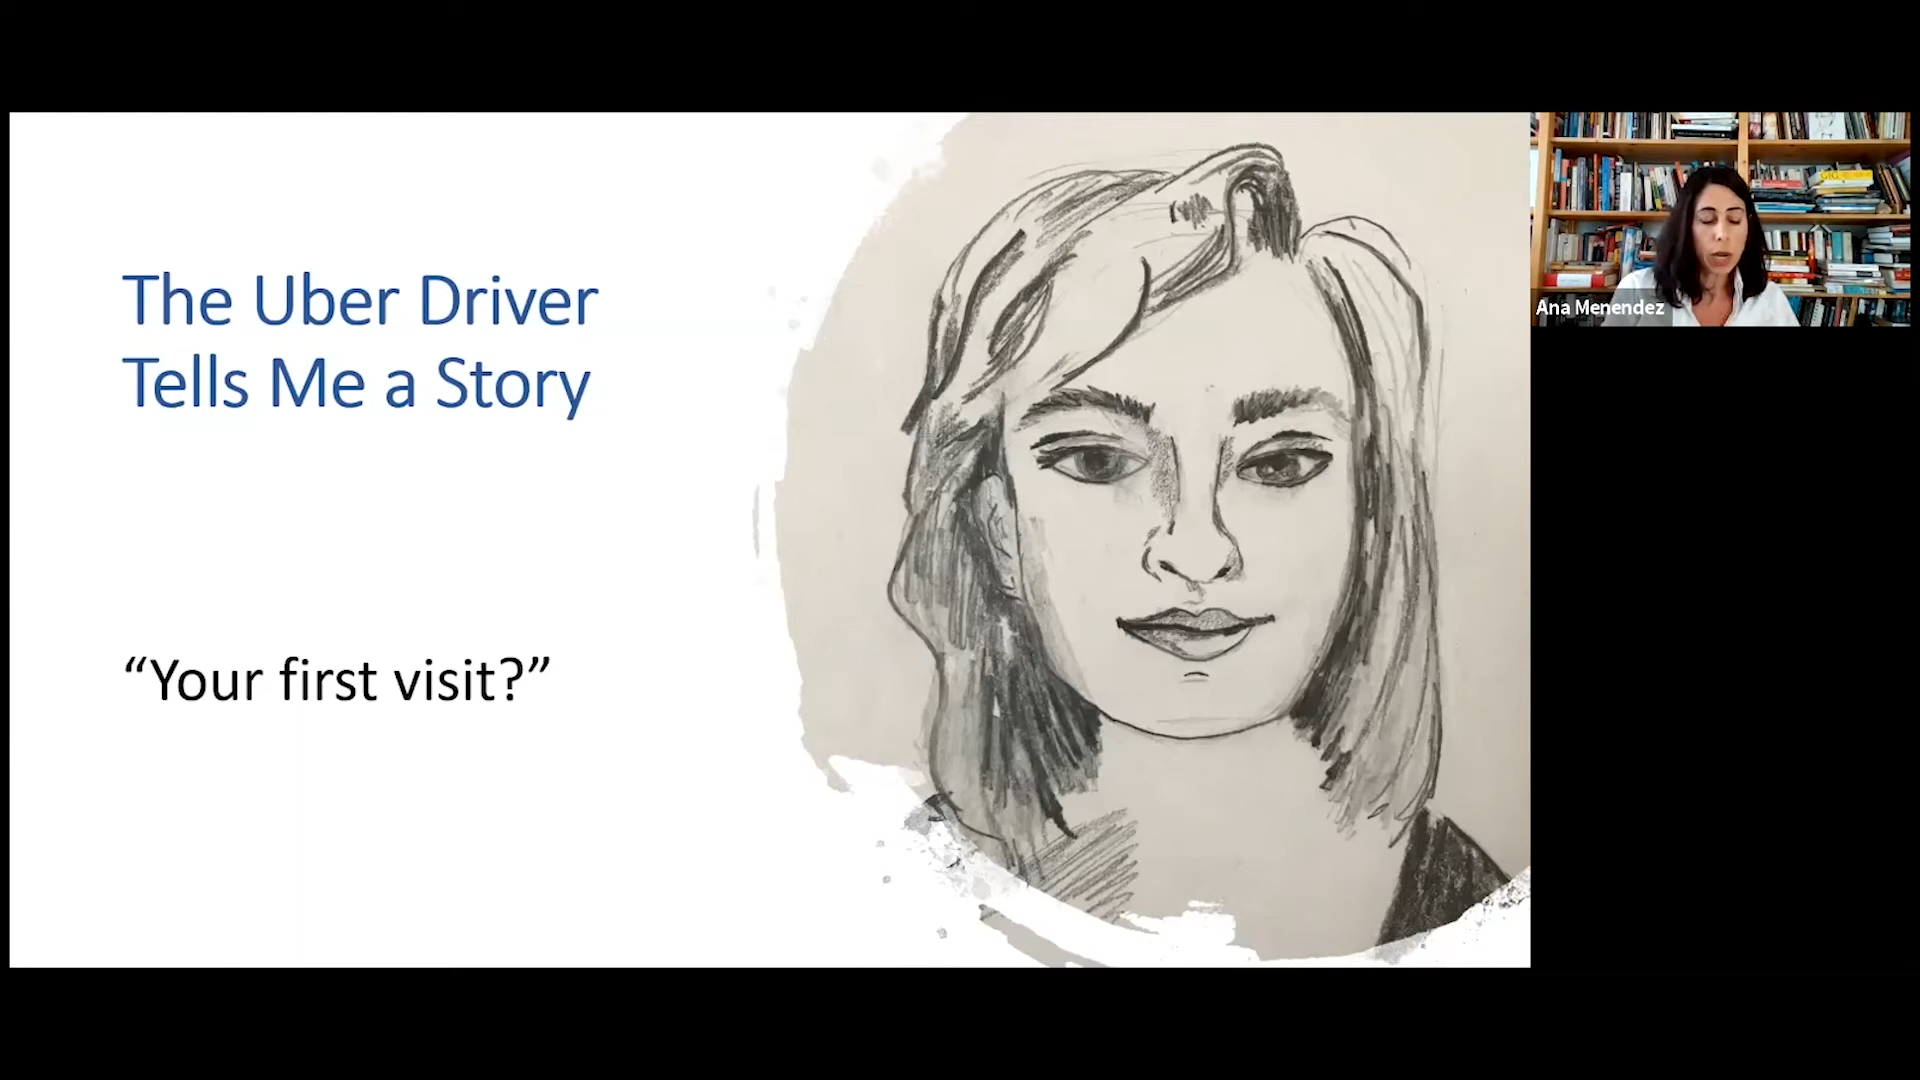 The Uber Driver
Tells Me a Story
“Your first visit?”
Ana Menendez